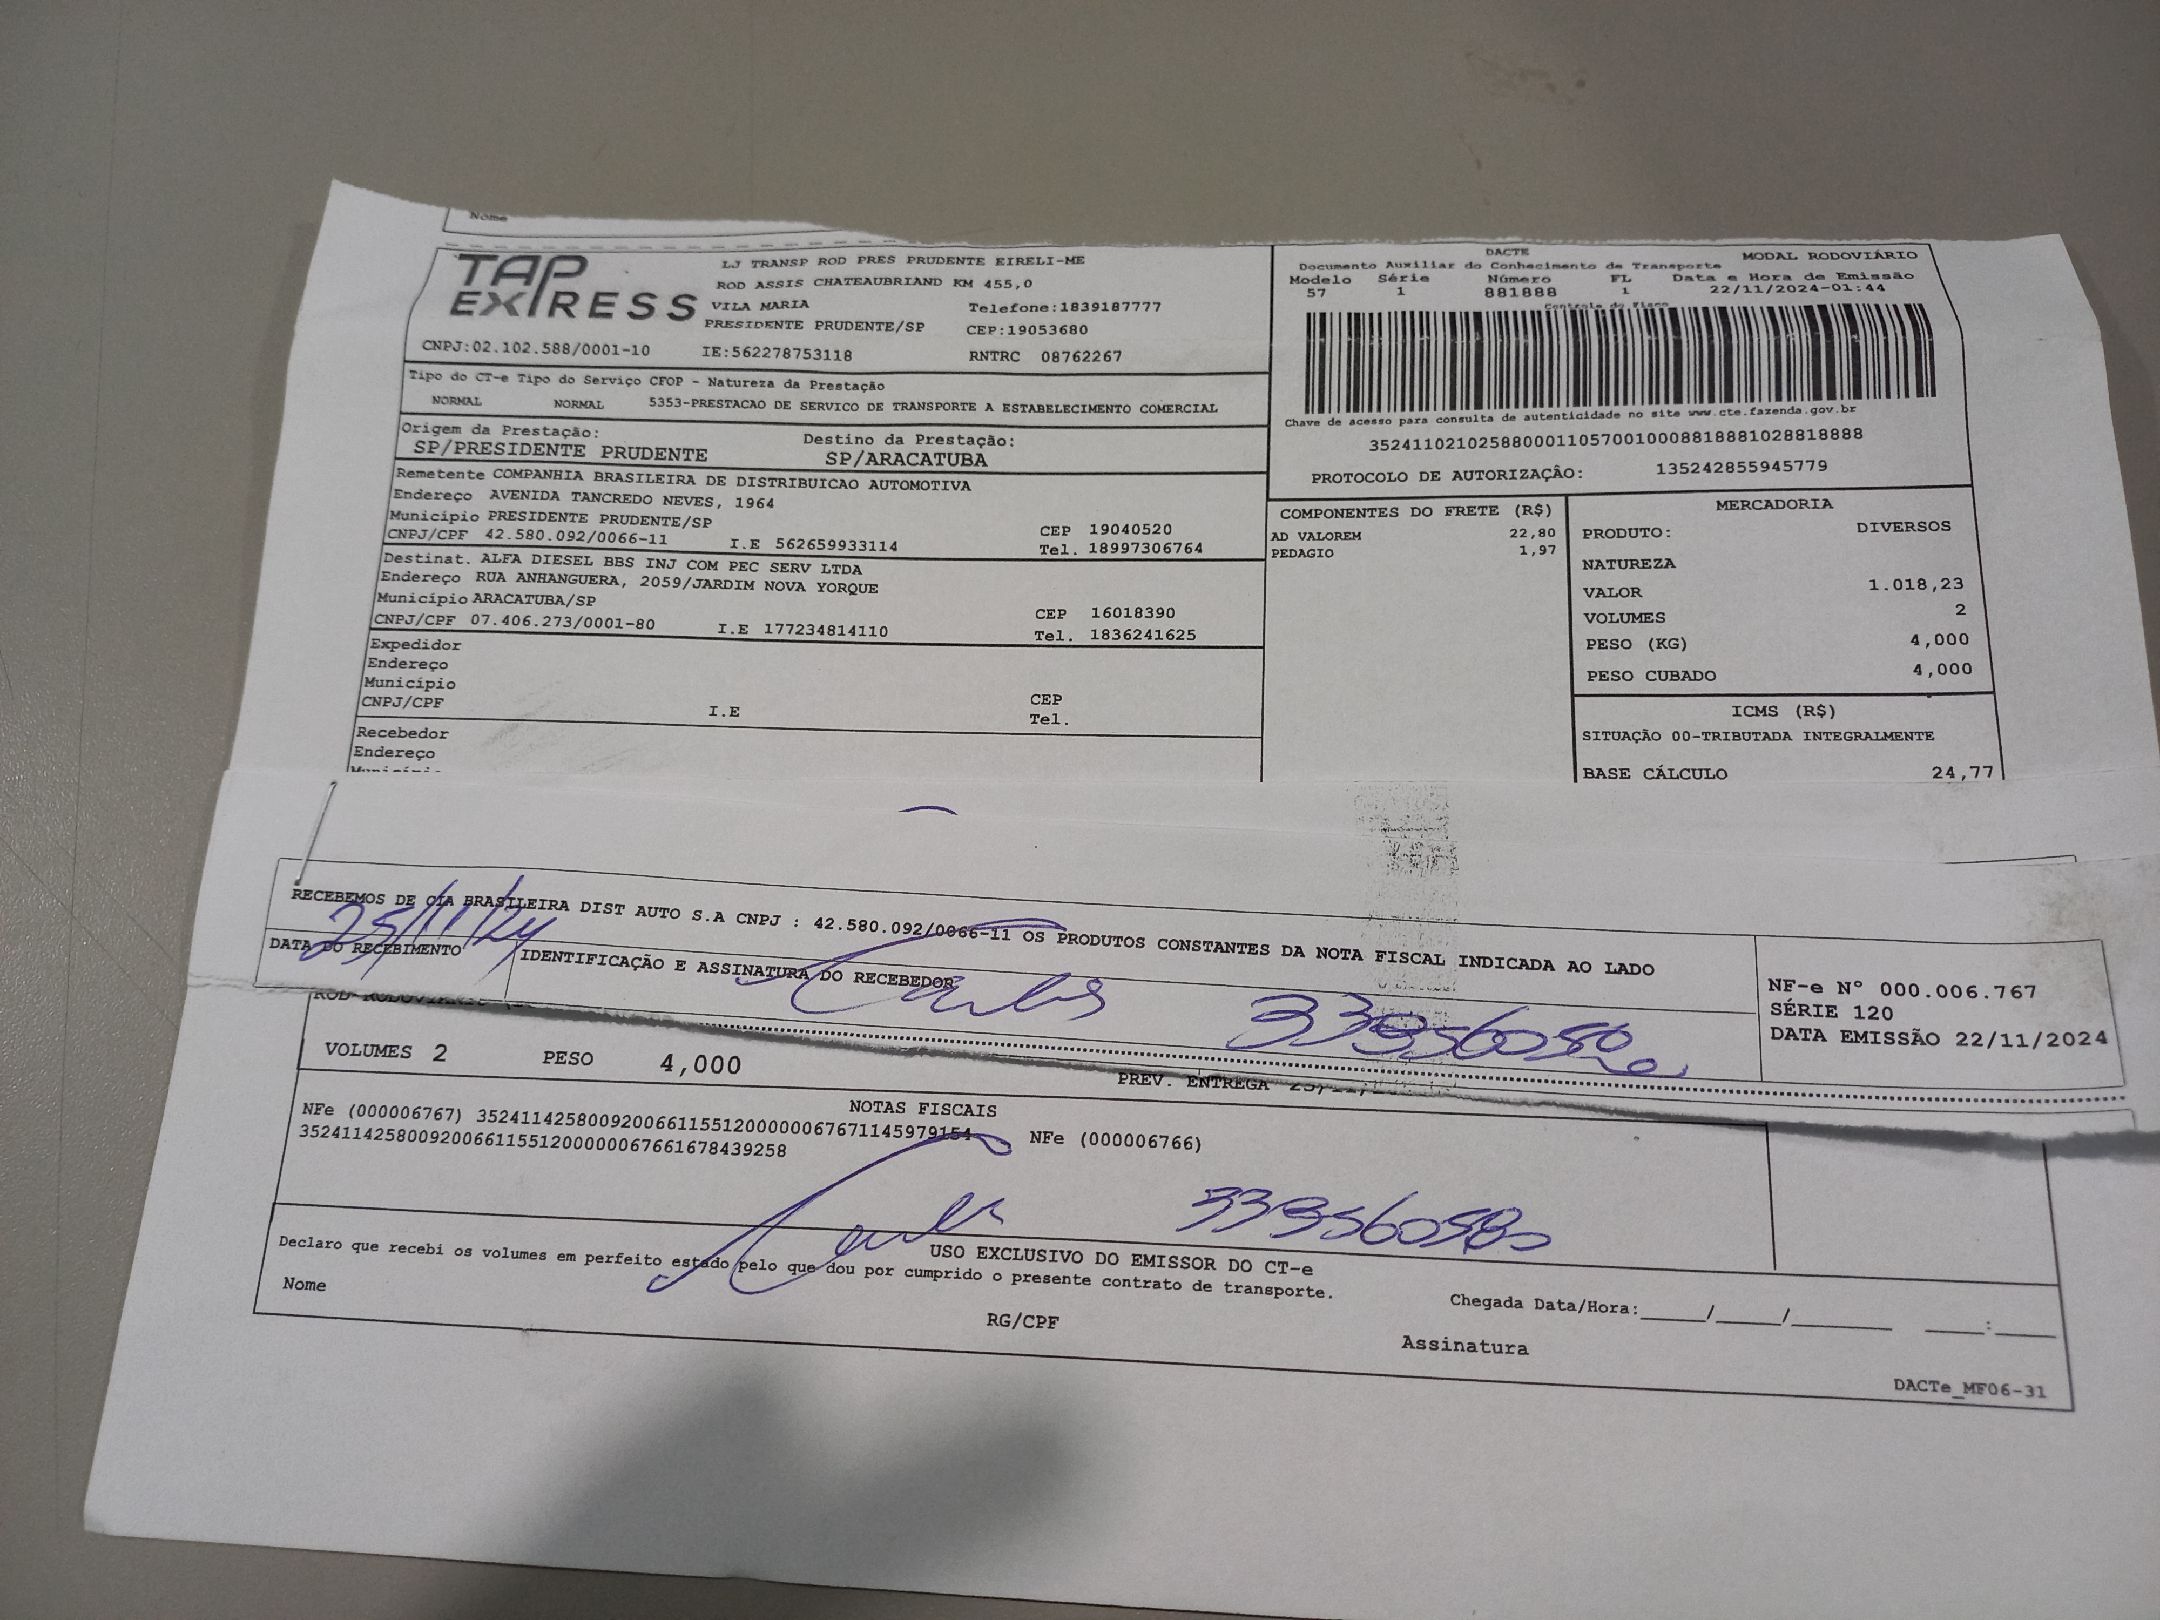 Nome
TAP EXPRESS
LJ TRANSP ROD PRES PRUDENTE EIRELI-ME
ROD ASSIS CHATEAUBRIAND KM 455,0
VILA MARIA Telefone:1839187777
PRESIDENTE PRUDENTE/SP CEP:19053680
CNPJ:02.102.588/0001-10 IE:562278753118 RNTRC 08762267
DACTE MODAL RODOVIÁRIO
Documento Auxiliar do Conhecimento de Transporte
Modelo Série Número FL Data e Hora de Emissão
57 1 881888 1 22/11/2024-01:44
Controle do Fisco
Chave de acesso para consulta de autenticidade no site www.cte.fazenda.gov.br
35241102102588000110570010008818881028818888
PROTOCOLO DE AUTORIZAÇÃO: 135242855945779
Tipo do CT-e Tipo do Serviço CFOP - Natureza da Prestação
NORMAL NORMAL 5353-PRESTACAO DE SERVICO DE TRANSPORTE A ESTABELECIMENTO COMERCIAL
Origem da Prestação: Destino da Prestação:
SP/PRESIDENTE PRUDENTE SP/ARACATUBA
Remetente COMPANHIA BRASILEIRA DE DISTRIBUICAO AUTOMOTIVA
Endereço AVENIDA TANCREDO NEVES, 1964
Município PRESIDENTE PRUDENTE/SP CEP 19040520
CNPJ/CPF 42.580.092/0066-11 I.E 562659933114 Tel. 18997306764
Destinat. ALFA DIESEL BBS INJ COM PEC SERV LTDA
Endereço RUA ANHANGUERA, 2059/JARDIM NOVA YORQUE
Município ARACATUBA/SP CEP 16018390
CNPJ/CPF 07.406.273/0001-80 I.E 177234814110 Tel. 1836241625
Expedidor
Endereço
Município CEP
CNPJ/CPF I.E Tel.
Recebedor
Endereço
Município
COMPONENTES DO FRETE (R$)
AD VALOREM 22,80
PEDAGIO 1,97
MERCADORIA
PRODUTO: DIVERSOS
NATUREZA
VALOR 1.018,23
VOLUMES 2
PESO (KG) 4,000
PESO CUBADO 4,000
ICMS (R$)
SITUAÇÃO 00-TRIBUTADA INTEGRALMENTE
BASE CÁLCULO 24,77
RECEBEMOS DE CIA BRASILEIRA DIST AUTO S.A CNPJ : 42.580.092/0066-11 OS PRODUTOS CONSTANTES DA NOTA FISCAL INDICADA AO LADO
25/11/24
DATA DO RECEBIMENTO IDENTIFICAÇÃO E ASSINATURA DO RECEBEDOR
Carlos 339560580
NF-e Nº 000.006.767
SÉRIE 120
DATA EMISSÃO 22/11/2024
VOLUMES 2 PESO 4,000 PREV. ENTREGA
NOTAS FISCAIS
NFe (000006767) 35241142580092006611551200000067671145979154 NFe (000006766)
35241142580092006611551200000067661678439258
339560580
USO EXCLUSIVO DO EMISSOR DO CT-e
Declaro que recebi os volumes em perfeito estado pelo que dou por cumprido o presente contrato de transporte.
Nome RG/CPF Assinatura
Chegada Data/Hora:_____/_____/________ _____:_____
DACTe_MF06-31